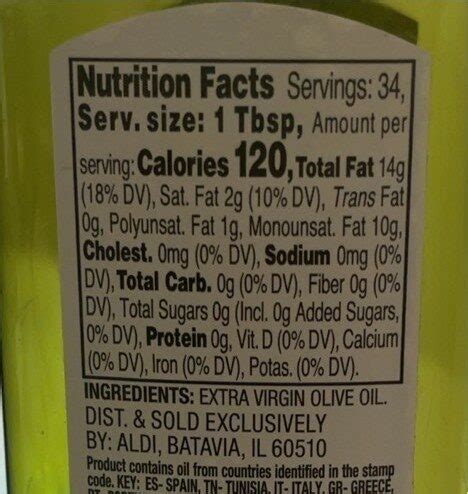 Nutrition Facts Servings: 34,
Serv. size: 1 Tbsp, Amount per
serving: Calories 120, Total Fat 14g
(18% DV), Sat. Fat 2g (10% DV), Trans Fat
0g, Polyunsat. Fat 1g, Monounsat. Fat 10g,
Cholest. 0mg (0% DV), Sodium 0mg (0%
DV), Total Carb. 0g (0% DV), Fiber 0g (0%
DV), Total Sugars 0g (Incl. 0g Added Sugars,
0% DV), Protein 0g, Vit. D (0% DV), Calcium
(0% DV), Iron (0% DV), Potas. (0% DV).
INGREDIENTS: EXTRA VIRGIN OLIVE OIL.
DIST. & SOLD EXCLUSIVELY
BY: ALDI, BATAVIA, IL 60510
Product contains oil from countries identified in the stamp
code. KEY: ES- SPAIN, TN- TUNISIA, IT- ITALY, GR- GREECE,